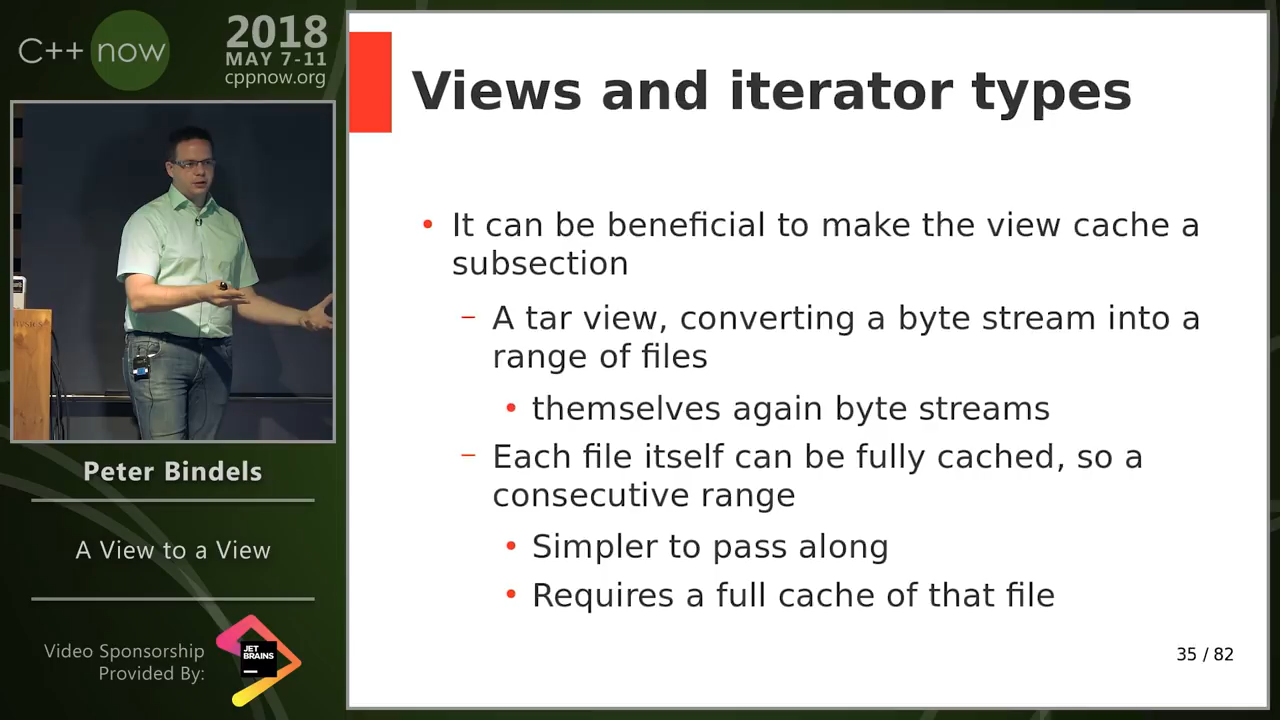 C++ now
2018
MAY 7-11
cppnow.org
Views and iterator types
• It can be beneficial to make the view cache a
subsection
– A tar view, converting a byte stream into a
range of files
• themselves again byte streams
– Each file itself can be fully cached, so a
consecutive range
• Simpler to pass along
• Requires a full cache of that file
35 / 82
Peter Bindels
A View to a View
Video Sponsorship
Provided By:
JET
BRAINS